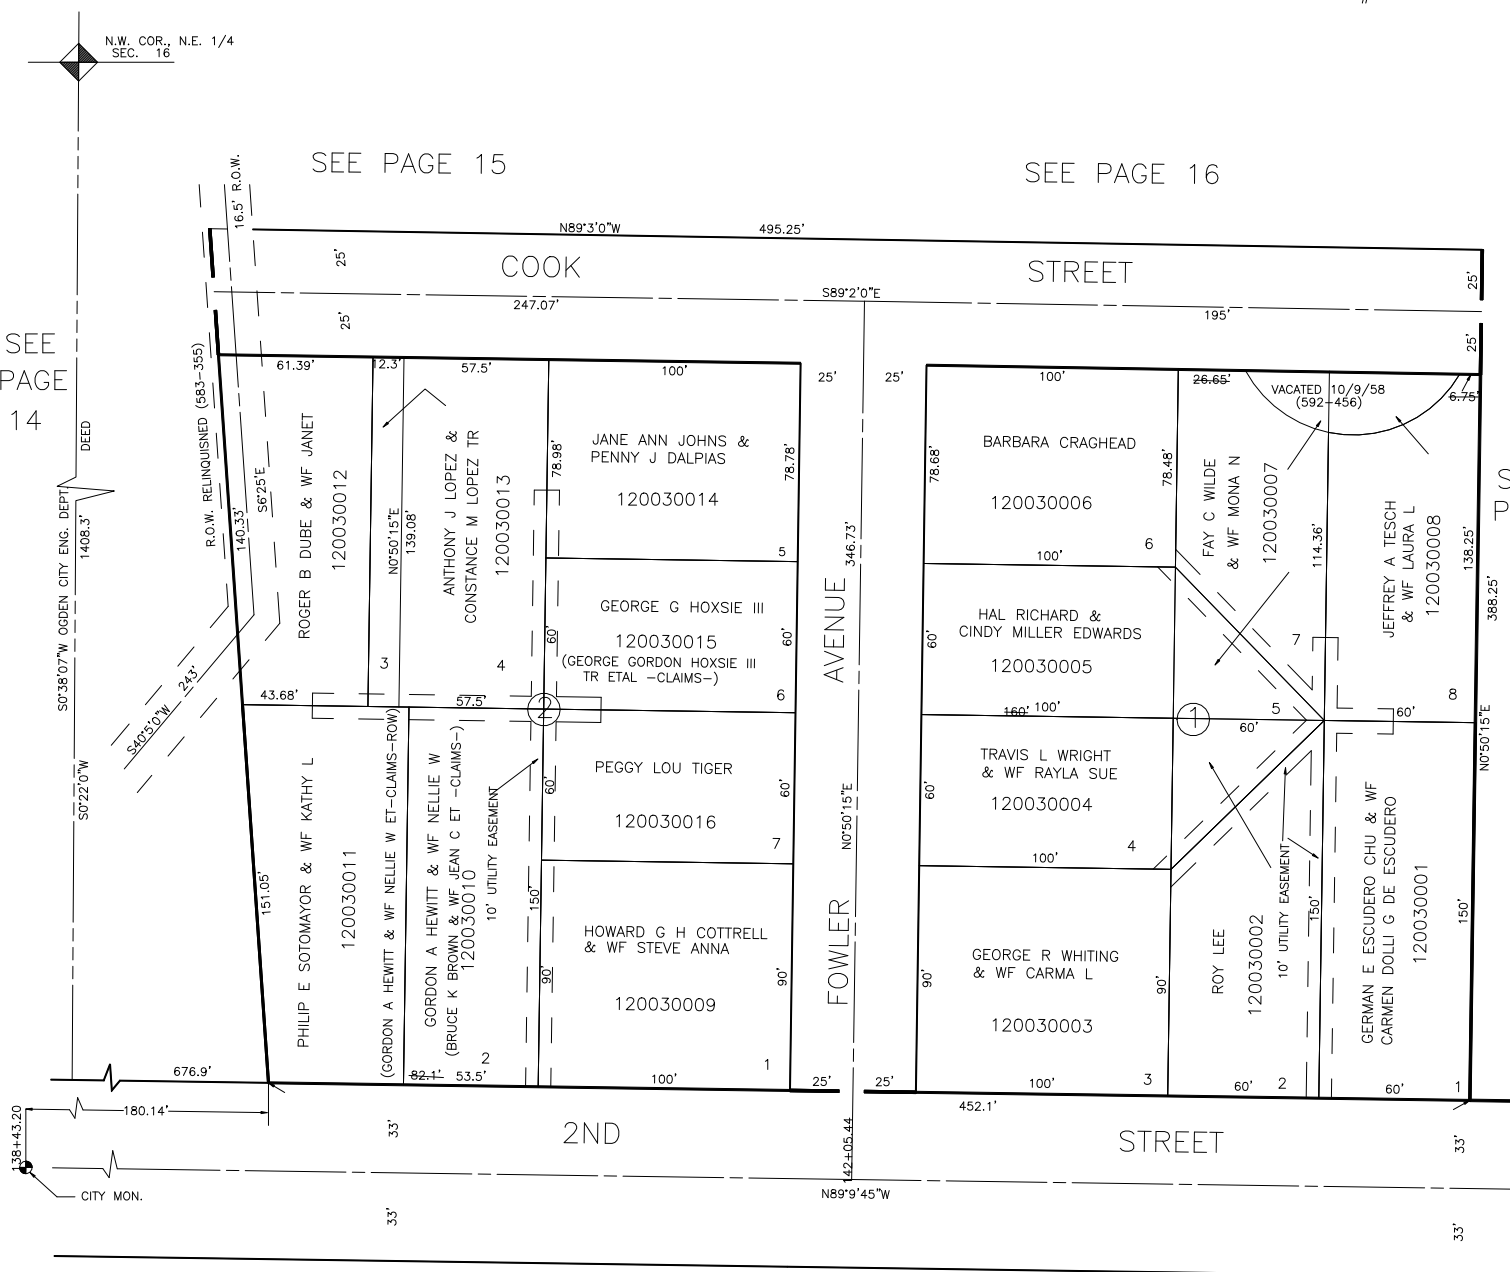 N.W. COR., N.E. 1/4
SEC. 16
SEE PAGE 15
SEE PAGE 16
16.5' R.O.W.
N89°3'0"W
495.25'
25'
COOK
STREET
25'
S89°2'0"E
247.07'
195'
25'
25'
SEE
PAGE
14
61.39'
12.3'
57.5'
100'
25'
25'
100'
26.65'
VACATED 10/9/58
(592-456)
6.75'
DEED
1408.3'
S0°38'07"W OGDEN CITY ENG. DEPT.
S0°22'0"W
R.O.W. RELINQUISNED (583-355)
140.33'
S6°25'E
S40°5'0"W
243'
ROGER B DUBE & WF JANET
120030012
3
N0°50'15"E
139.08'
ANTHONY J LOPEZ &
CONSTANCE M LOPEZ TR
120030013
4
78.98'
JANE ANN JOHNS &
PENNY J DALPIAS
120030014
78.78'
5
GEORGE G HOXSIE III
120030015
(GEORGE GORDON HOXSIE III
TR ETAL -CLAIMS-)
60'
60'
6
346.73'
AVENUE
FOWLER
N0°50'15"E
78.68'
BARBARA CRAGHEAD
120030006
78.48'
100'
6
HAL RICHARD &
CINDY MILLER EDWARDS
120030005
60'
160'
100'
1
5
60'
FAY C WILDE
& WF MONA N
120030007
7
114.36'
JEFFREY A TESCH
& WF LAURA L
120030008
8
138.25'
388.25'
N0°50'15"E
60'
S
P
43.68'
57.5'
2
PHILIP E SOTOMAYOR & WF KATHY L
120030011
151.05'
(GORDON A HEWITT & WF NELLIE W ET-CLAIMS-ROW)
GORDON A HEWITT & WF NELLIE W
(BRUCE K BROWN & WF JEAN C ET -CLAIMS-)
120030010
10' UTILITY EASEMENT
2
150'
60'
PEGGY LOU TIGER
120030016
60'
7
HOWARD G H COTTRELL
& WF STEVE ANNA
120030009
90'
90'
1
60'
TRAVIS L WRIGHT
& WF RAYLA SUE
120030004
100'
4
GEORGE R WHITING
& WF CARMA L
120030003
90'
90'
3
ROY LEE
120030002
10' UTILITY EASEMENT
150'
2
GERMAN E ESCUDERO CHU & WF
CARMEN DOLLI G DE ESCUDERO
120030001
150'
1
676.9'
82.1'
53.5'
100'
25'
25'
100'
60'
60'
180.14'
452.1'
138+43.20
142+05.44
33'
2ND
STREET
33'
CITY MON.
N89°9'45"W
33'
33'